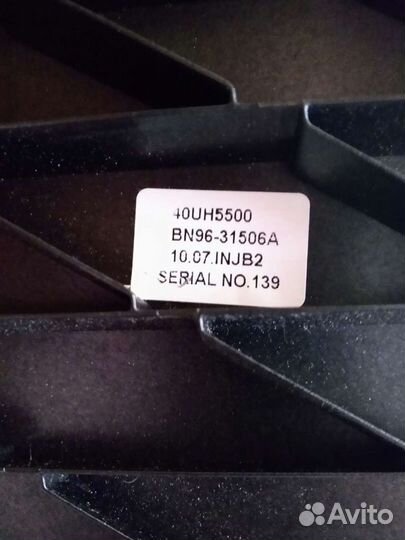 40UH5500
BN96-31506A
10.07.INJB2
SERIAL NO.139
Avito